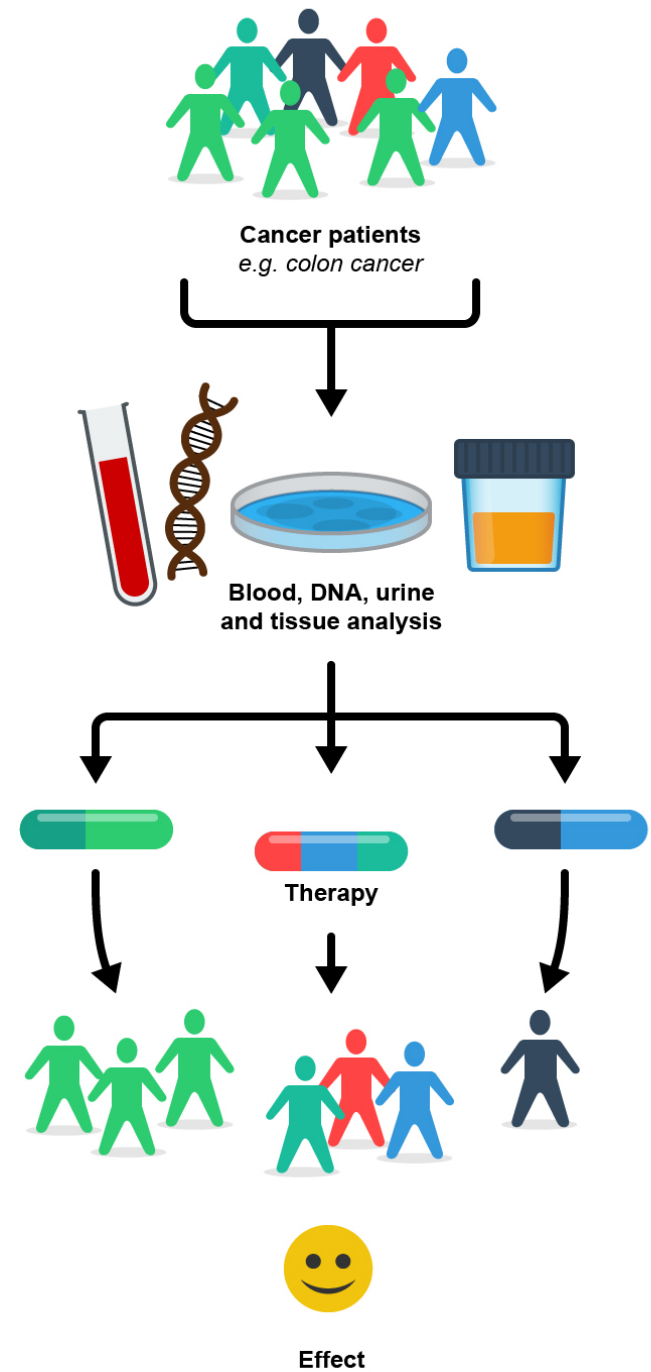 Cancer patients
e.g. colon cancer
Blood, DNA, urine
and tissue analysis
Therapy
Effect